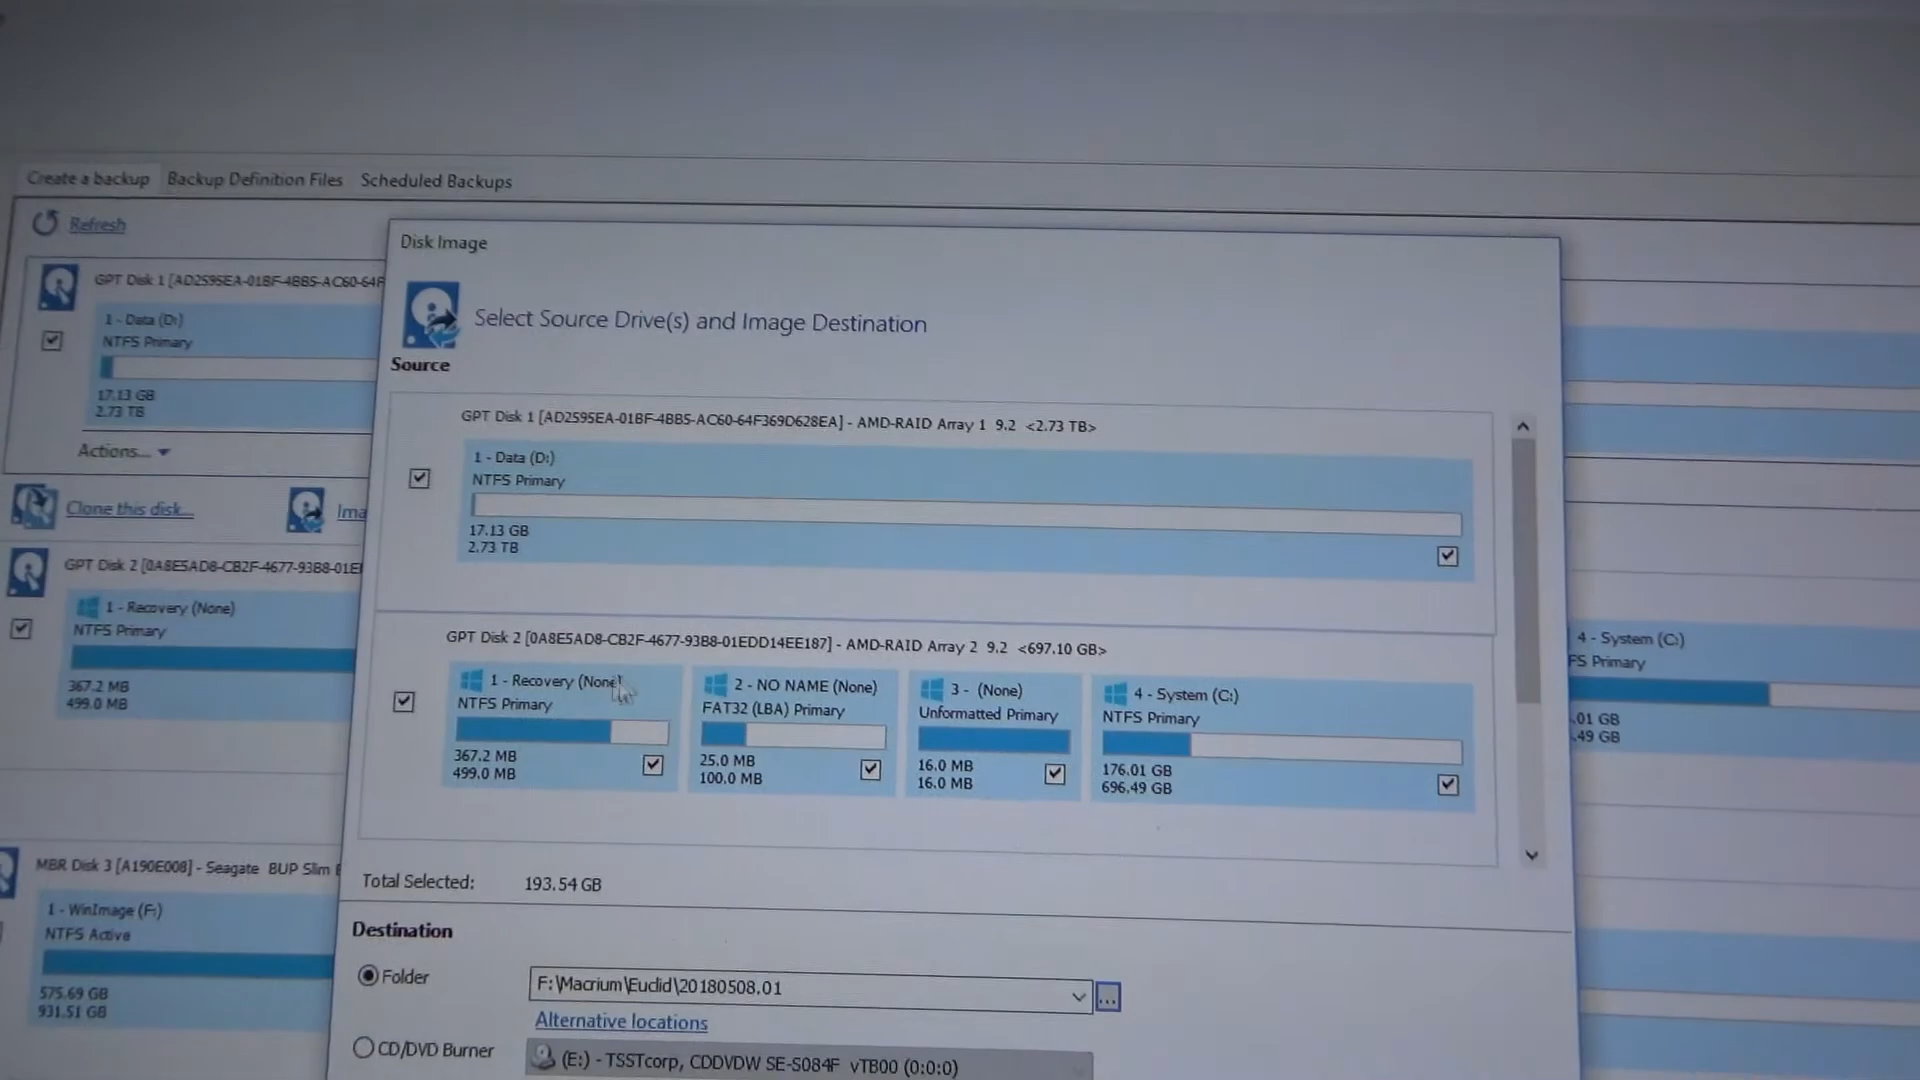 Create a backup
Backup Definition Files
Scheduled Backups
Refresh
GPT Disk 1 [AD2595EA-01BF-4BB5-AC60-64F
1 - Data (D:)
NTFS Primary
17.13 GB
2.73 TB
Actions...
Clone this disk...
Ima
GPT Disk 2 [0A8E5AD8-CB2F-4677-93B8-01E
1 - Recovery (None)
NTFS Primary
367.2 MB
499.0 MB
MBR Disk 3 [A190E008] - Seagate BUP Slim
1 - WinImage (F:)
NTFS Active
575.69 GB
931.51 GB
Disk Image
Select Source Drive(s) and Image Destination
Source
GPT Disk 1 [AD2595EA-01BF-4BB5-AC60-64F369D628EA] - AMD-RAID Array 1 9.2 <2.73 TB>
1 - Data (D:)
NTFS Primary
17.13 GB
2.73 TB
GPT Disk 2 [0A8E5AD8-CB2F-4677-93B8-01EDD14EE187] - AMD-RAID Array 2 9.2 <697.10 GB>
1 - Recovery (None)
NTFS Primary
367.2 MB
499.0 MB
2 - NO NAME (None)
FAT32 (LBA) Primary
25.0 MB
100.0 MB
3 - (None)
Unformatted Primary
16.0 MB
16.0 MB
4 - System (C:)
NTFS Primary
176.01 GB
696.49 GB
Total Selected: 193.54 GB
Destination
Folder
F:\Macrium\Euclid\20180508.01
...
Alternative locations
CD/DVD Burner
(E:) - TSSTcorp, CDDVDW SE-S084F vTB00 (0:0:0)
4 - System (C:)
FS Primary
.01 GB
.49 GB